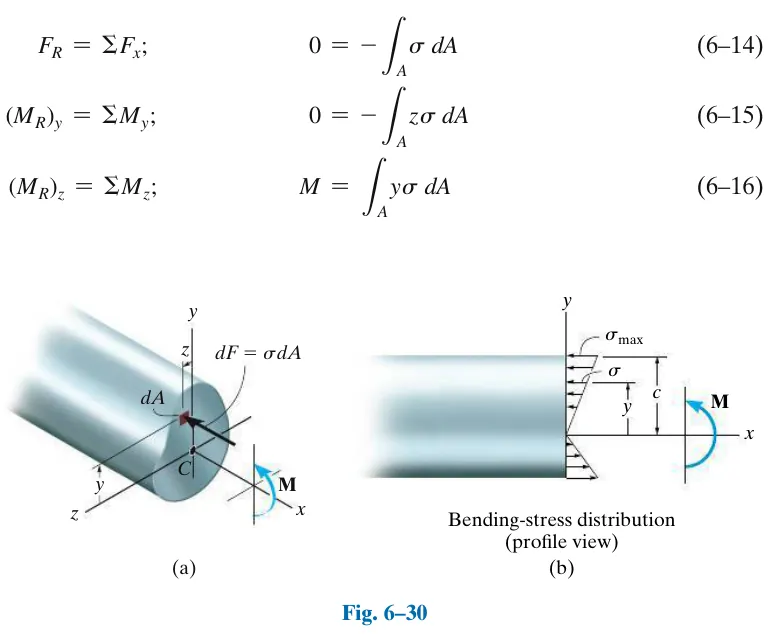 F_R = ΣF_x; 0 = −∫_A σ dA (6–14)
(M_R)_y = ΣM_y; 0 = −∫_A zσ dA (6–15)
(M_R)_z = ΣM_z; M = ∫_A yσ dA (6–16)
y
z
dF = σdA
dA
C
y
M
z
x
(a)
y
σ_max
σ
c
y
M
x
Bending-stress distribution
(profile view)
(b)
Fig. 6–30